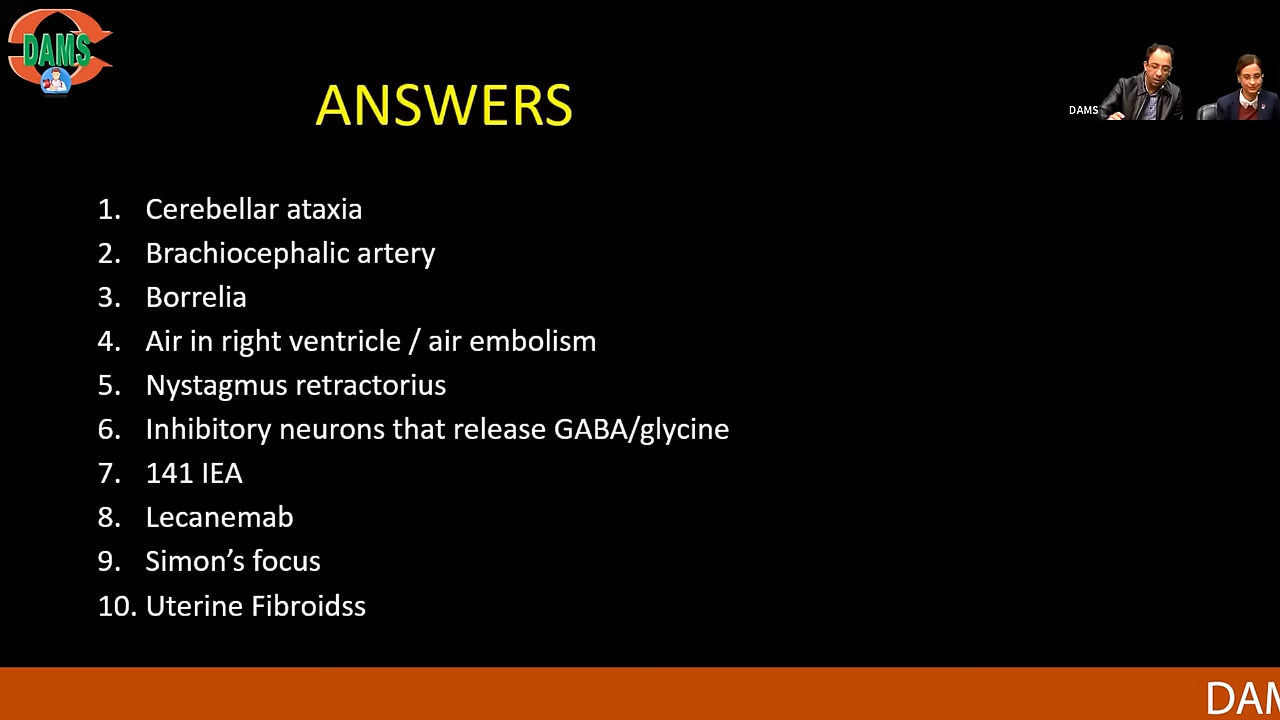 DAMS
ANSWERS
DAMS
1. Cerebellar ataxia
2. Brachiocephalic artery
3. Borrelia
4. Air in right ventricle / air embolism
5. Nystagmus retractorius
6. Inhibitory neurons that release GABA/glycine
7. 141 IEA
8. Lecanemab
9. Simon’s focus
10. Uterine Fibroidss
DAM